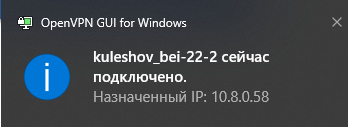 OpenVPN GUI for Windows
kuleshov_bei-22-2 сейчас
подключено.
Назначенный IP: 10.8.0.58